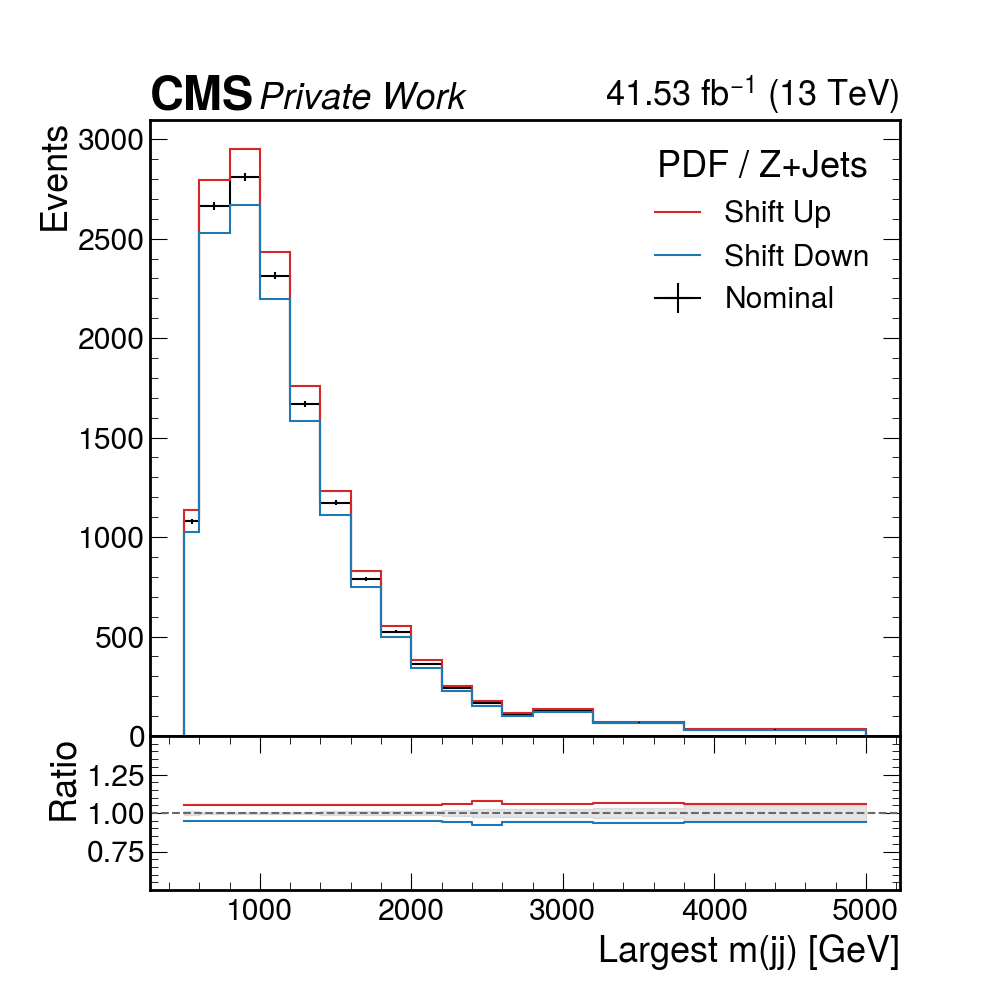 CMS Private Work 41.53 fb⁻¹ (13 TeV)
Events
3000
2500
2000
1500
1000
500
0
PDF / Z+Jets
Shift Up
Shift Down
Nominal
Ratio
1.25
1.00
0.75
1000 2000 3000 4000 5000
Largest m(jj) [GeV]